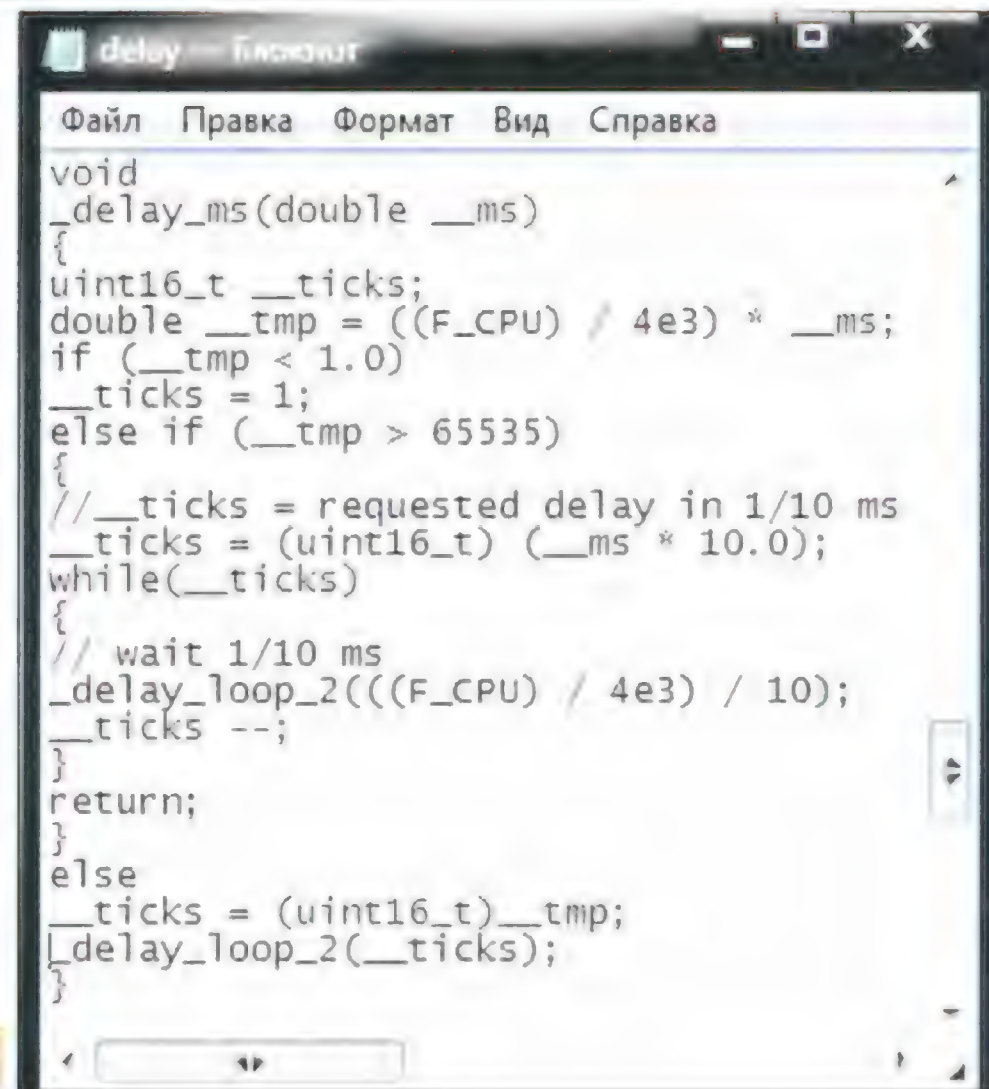 delay — Блокнот
Файл Правка Формат Вид Справка
void
_delay_ms(double __ms)
{
uint16_t __ticks;
double __tmp = ((F_CPU) / 4e3) * __ms;
if (__tmp < 1.0)
__ticks = 1;
else if (__tmp > 65535)
{
//__ticks = requested delay in 1/10 ms
__ticks = (uint16_t) (__ms * 10.0);
while(__ticks)
{
// wait 1/10 ms
_delay_loop_2(((F_CPU) / 4e3) / 10);
__ticks --;
}
return;
}
else
__ticks = (uint16_t)__tmp;
_delay_loop_2(__ticks);
}